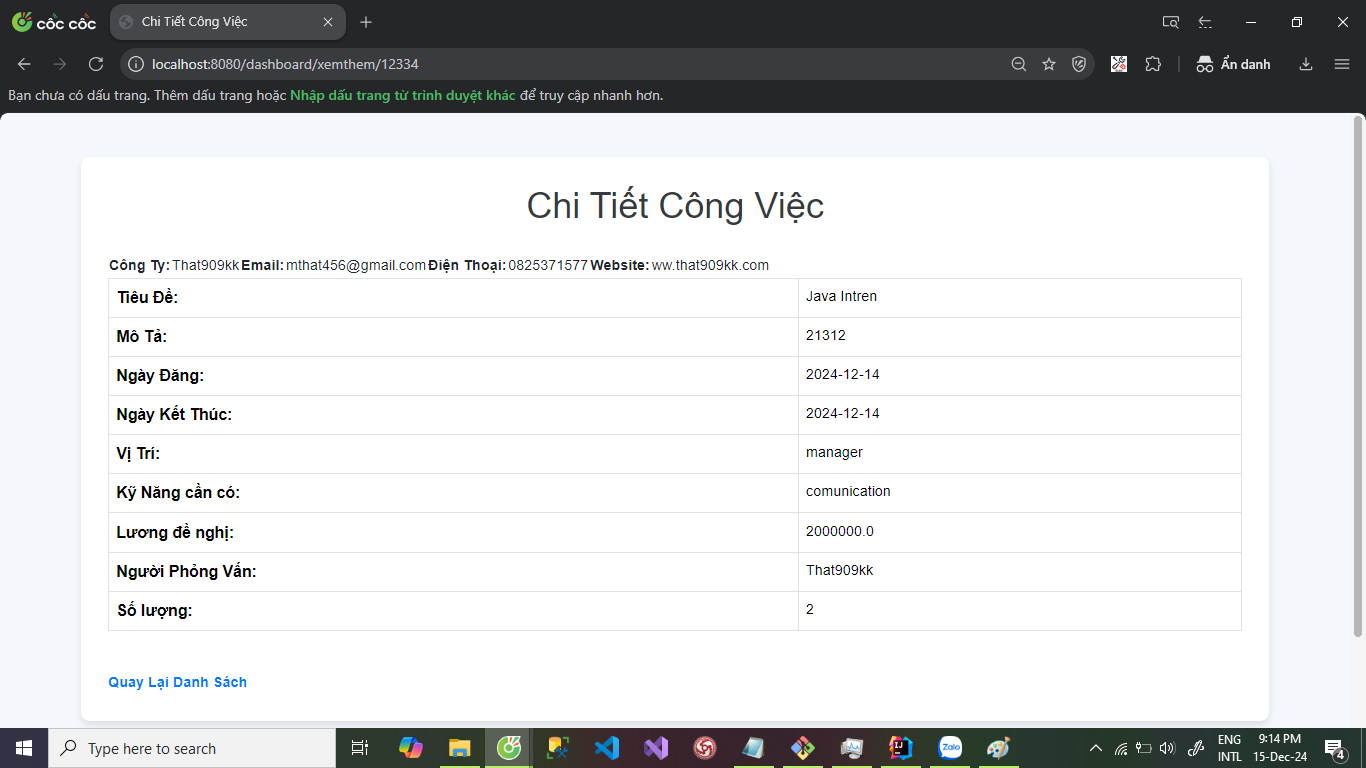 cốc cốc
Chi Tiết Công Việc
localhost:8080/dashboard/xemthem/12334
Ẩn danh
Bạn chưa có dấu trang. Thêm dấu trang hoặc Nhập dấu trang từ trình duyệt khác để truy cập nhanh hơn.
Chi Tiết Công Việc
Công Ty: That909kk Email: mthat456@gmail.com Điện Thoại: 0825371577 Website: ww.that909kk.com
Tiêu Đề: Java Intren
Mô Tả: 21312
Ngày Đăng: 2024-12-14
Ngày Kết Thúc: 2024-12-14
Vị Trí: manager
Kỹ Năng cần có: comunication
Lương đề nghị: 2000000.0
Người Phỏng Vấn: That909kk
Số lượng: 2
Quay Lại Danh Sách
Type here to search
Zalo
ENG
INTL
9:14 PM
15-Dec-24
4